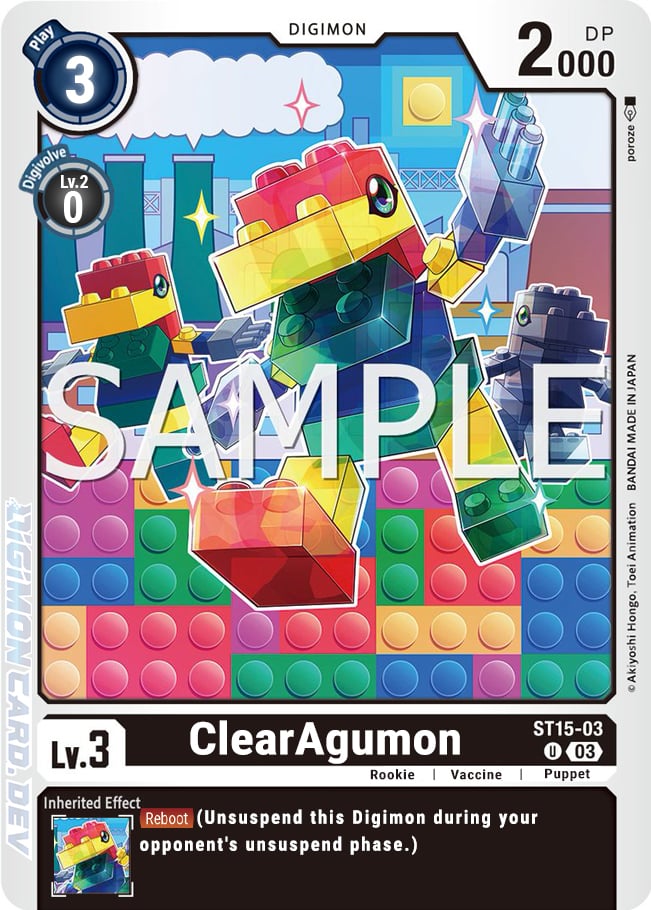 DIGIMON
Play
3
2000
DP
Digivolve
Lv.2
0
poroze
SAMPLE
© Akiyoshi Hongo, Toei Animation BANDAI MADE IN JAPAN
DIGIMONCARD.DEV
Lv.3
ClearAgumon
ST15-03
U 03
Rookie | Vaccine | Puppet
Inherited Effect
Reboot (Unsuspend this Digimon during your
opponent's unsuspend phase.)